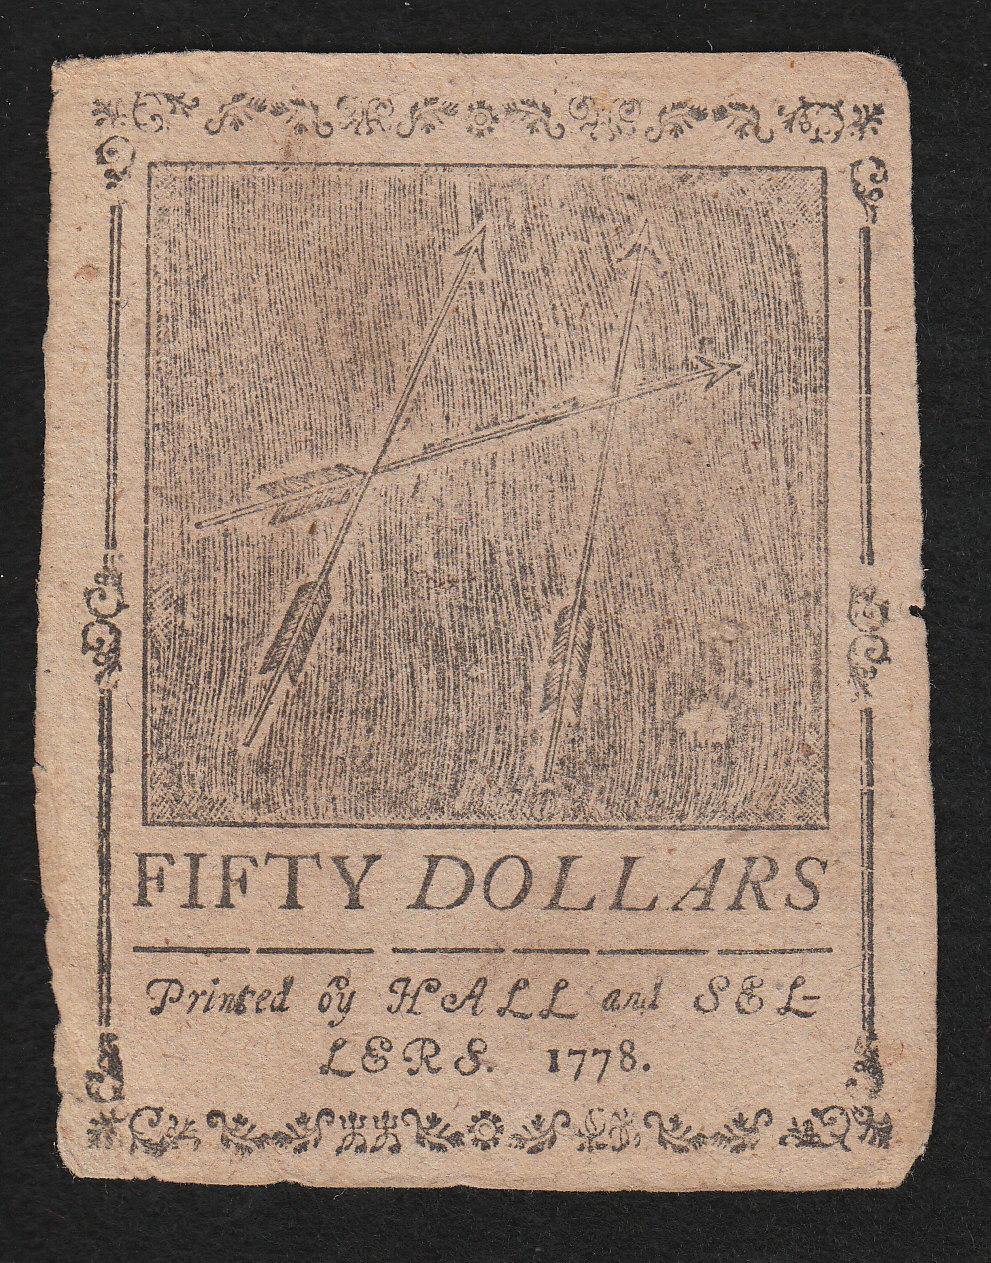 FIFTY DOLLARS
Printed by HALL and SEL-
LERS. 1778.